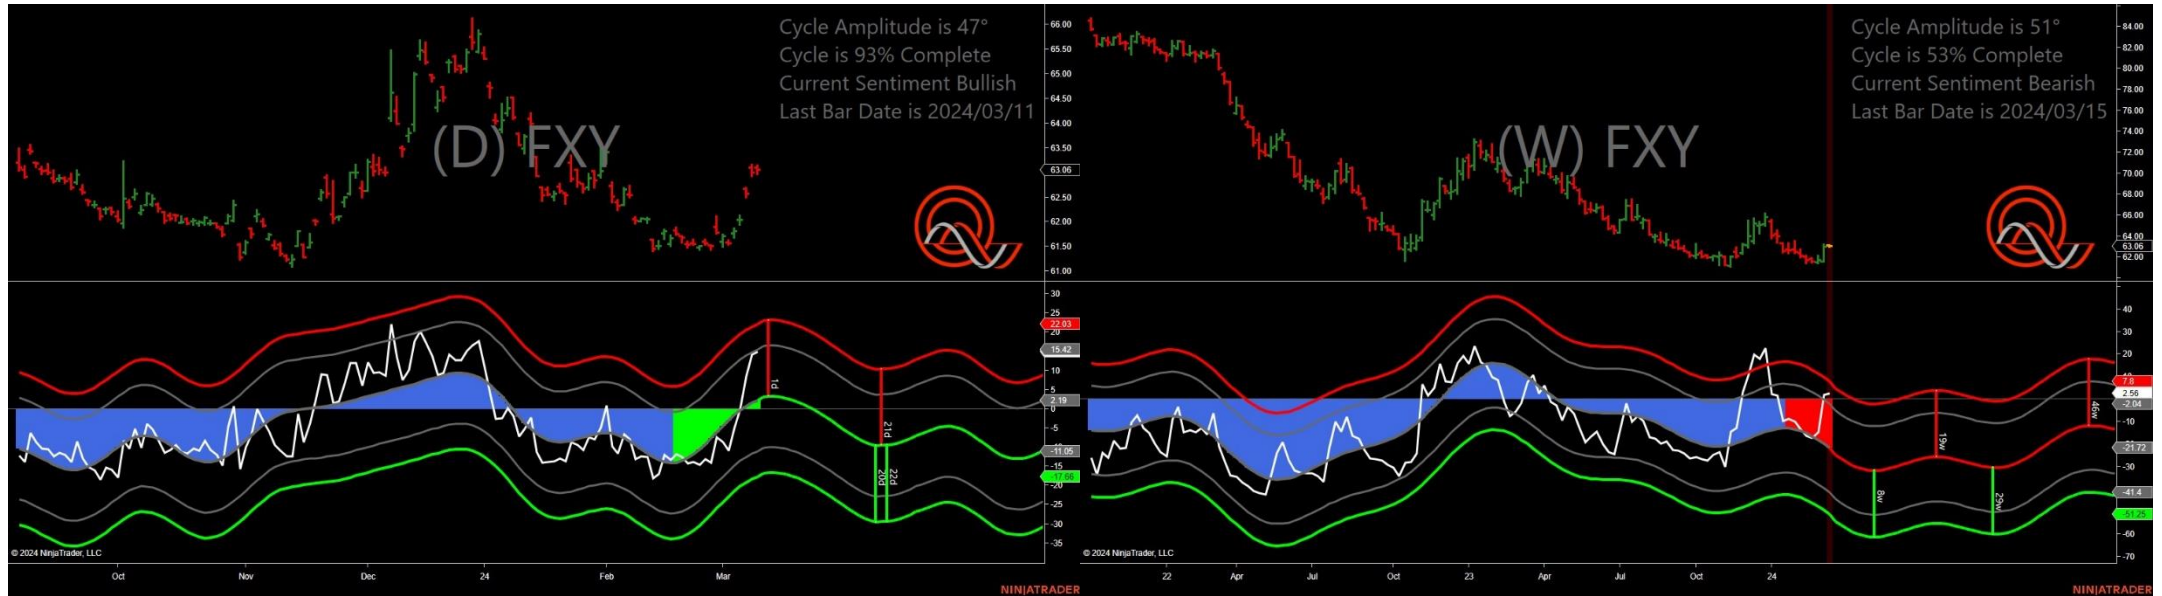 Cycle Amplitude is 47°
Cycle is 93% Complete
Current Sentiment Bullish
Last Bar Date is 2024/03/11
(D) FXY
66.00
65.50
65.00
64.50
64.00
63.50
63.06
62.50
62.00
61.50
61.00
30
25
22.03
20
15.42
10
5
2.19
0
-5
-11.05
-15
-17.66
-20
-25
-30
-35
1d
21d
20d
22d
© 2024 NinjaTrader, LLC
Oct
Nov
Dec
24
Feb
Mar
NINJATRADER
Cycle Amplitude is 51°
Cycle is 53% Complete
Current Sentiment Bearish
Last Bar Date is 2024/03/15
(W) FXY
84.00
82.00
80.00
78.00
76.00
74.00
72.00
70.00
68.00
66.00
64.00
63.06
62.00
40
30
20
7.8
2.56
-2.04
-10
-21.72
-30
-41.4
-51.25
-60
-70
8w
19w
29w
46w
© 2024 NinjaTrader, LLC
22
Apr
Jul
Oct
23
Apr
Jul
Oct
24
NINJATRADER